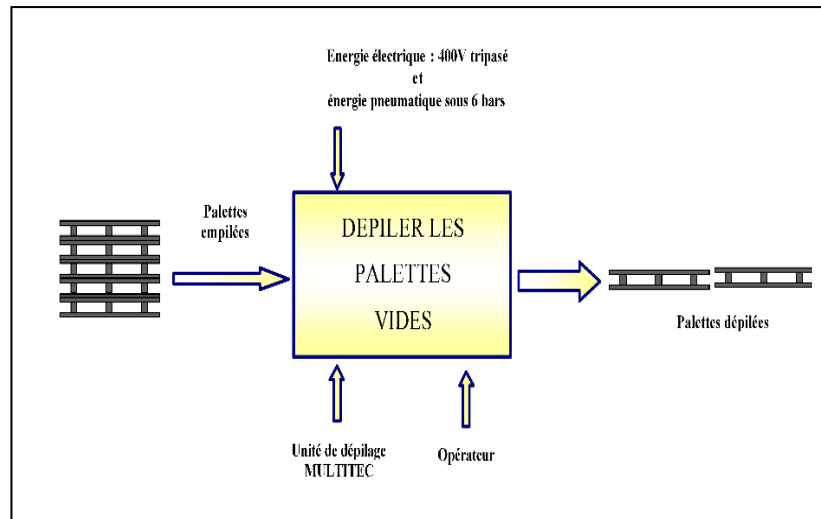 Energie électrique : 400V tripasé
et
énergie pneumatique sous 6 bars
Palettes
empilées
DEPILER LES
PALETTES
VIDES
Palettes dépilées
Unité de dépilage
MULTITEC
Opérateur